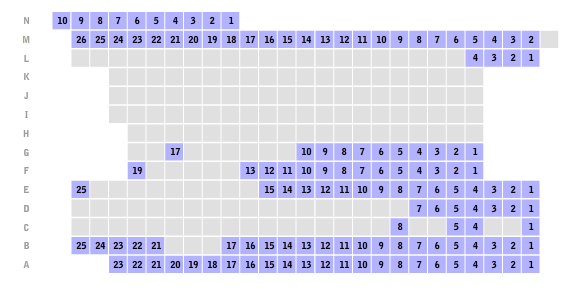 N 10 9 8 7 6 5 4 3 2 1
M 26 25 24 23 22 21 20 19 18 17 16 15 14 13 12 11 10 9 8 7 6 5 4 3 2
L 4 3 2 1
K
J
I
H
G 17 10 9 8 7 6 5 4 3 2 1
F 19 13 12 11 10 9 8 7 6 5 4 3 2 1
E 25 15 14 13 12 11 10 9 8 7 6 5 4 3 2 1
D 7 6 5 4 3 2 1
C 8 5 4 1
B 25 24 23 22 21 17 16 15 14 13 12 11 10 9 8 7 6 5 4 3 2 1
A 23 22 21 20 19 18 17 16 15 14 13 12 11 10 9 8 7 6 5 4 3 2 1